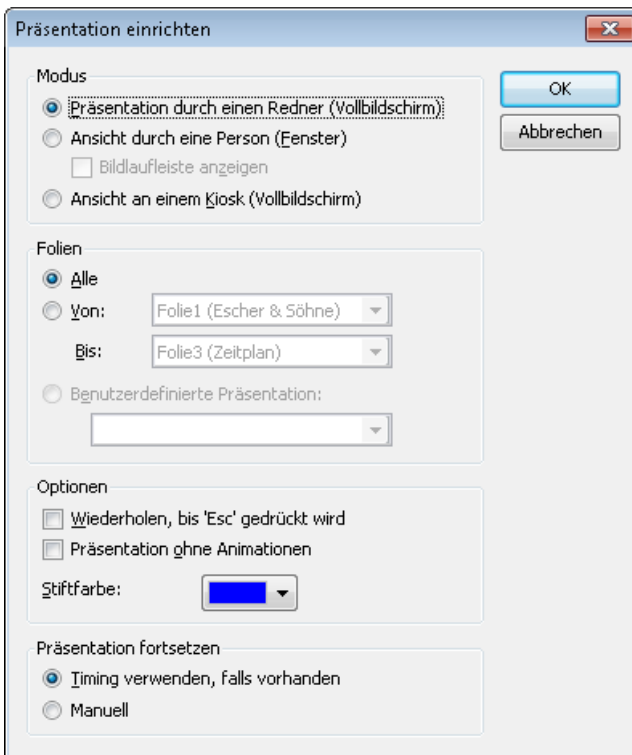 Präsentation einrichten
Modus
Präsentation durch einen Redner (Vollbildschirm)
Ansicht durch eine Person (Fenster)
Bildlaufleiste anzeigen
Ansicht an einem Kiosk (Vollbildschirm)
OK
Abbrechen
Folien
Alle
Von: Folie1 (Escher & Söhne)
Bis: Folie3 (Zeitplan)
Benutzerdefinierte Präsentation:
Optionen
Wiederholen, bis 'Esc' gedrückt wird
Präsentation ohne Animationen
Stiftfarbe:
Präsentation fortsetzen
Timing verwenden, falls vorhanden
Manuell